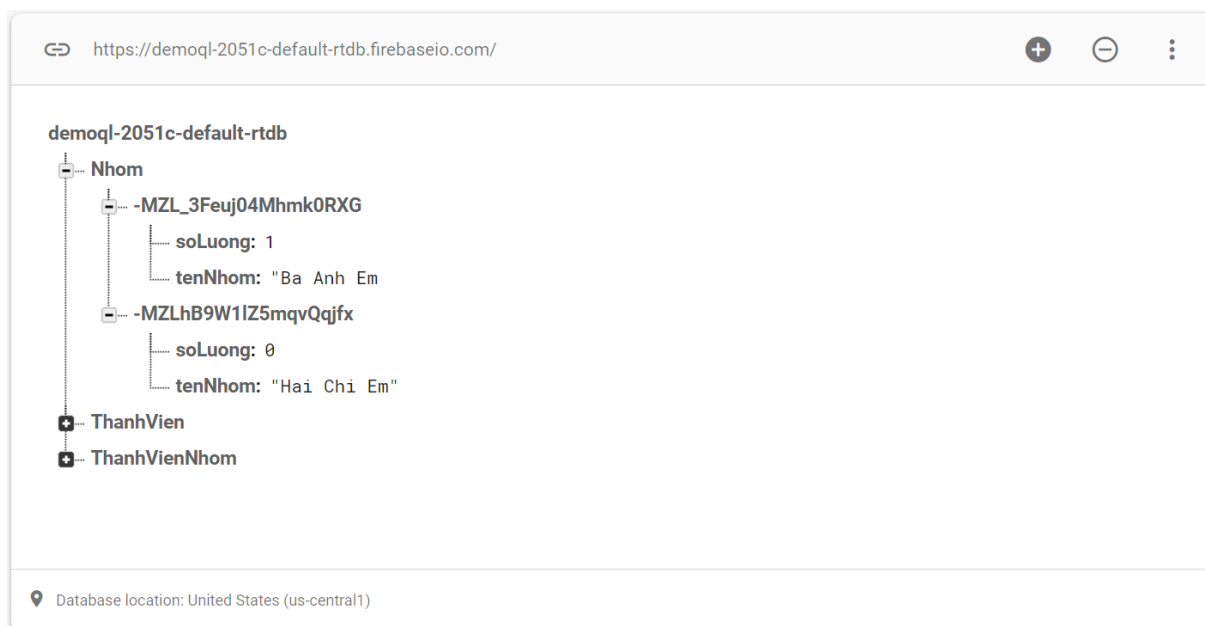 https://demoql-2051c-default-rtdb.firebaseio.com/
demoql-2051c-default-rtdb
Nhom
-MZL_3Feuj04Mhmk0RXG
soLuong: 1
tenNhom: "Ba Anh Em
-MZLhB9W1lZ5mqvQqjfx
soLuong: 0
tenNhom: "Hai Chi Em"
ThanhVien
ThanhVienNhom
Database location: United States (us-central1)